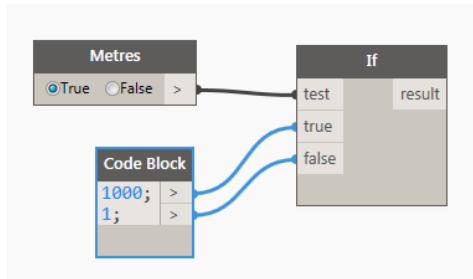 Metres
True False >
Code Block
1000; >
1; >
If
test result
true
false